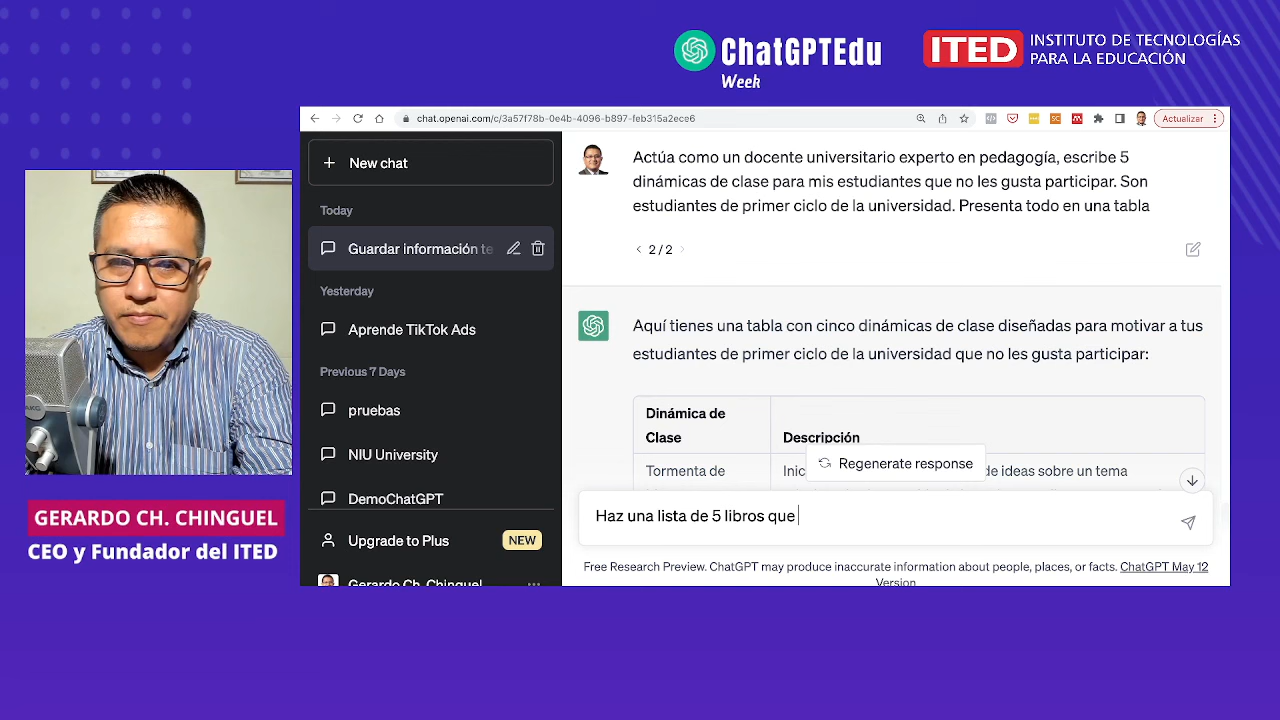 ChatGPTEdu
Week
ITED
INSTITUTO DE TECNOLOGÍAS
PARA LA EDUCACIÓN
chat.openai.com/c/3a57f78b-0e4b-4096-b897-feb315a2ece6
Actualizar
New chat
Today
Guardar información te
Yesterday
Aprende TikTok Ads
Previous 7 Days
pruebas
NIU University
DemoChatGPT
Upgrade to Plus
NEW
Gerardo Ch. Chinguel
Actúa como un docente universitario experto en pedagogía, escribe 5
dinámicas de clase para mis estudiantes que no les gusta participar. Son
estudiantes de primer ciclo de la universidad. Presenta todo en una tabla
2 / 2
Aquí tienes una tabla con cinco dinámicas de clase diseñadas para motivar a tus
estudiantes de primer ciclo de la universidad que no les gusta participar:
Dinámica de
Clase
Descripción
Tormenta de
de ideas sobre un tema
Regenerate response
Haz una lista de 5 libros que
Free Research Preview. ChatGPT may produce inaccurate information about people, places, or facts. ChatGPT May 12
Version
AKG
GERARDO CH. CHINGUEL
CEO y Fundador del ITED